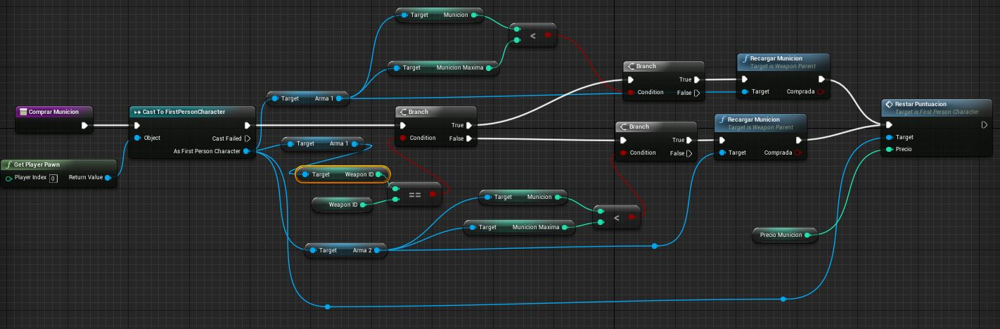 Target Municion
<
Target Municion Maxima
Branch
True
Condition False
Recargar Municion
Target is Weapon Parent
Target Comprada
Target Arma 1
Comprar Municion
Cast To FirstPersonCharacter
Object Cast Failed
As First Person Character
Branch
True
Condition False
Restar Puntuacion
Target is First Person Character
Target
Precio
Branch
True
Condition False
Recargar Municion
Target is Weapon Parent
Target Comprada
Target Arma 1
Get Player Pawn
Player Index 0 Return Value
Target Weapon ID
==
Weapon ID
Target Municion
<
Target Municion Maxima
Precio Municion
Target Arma 2